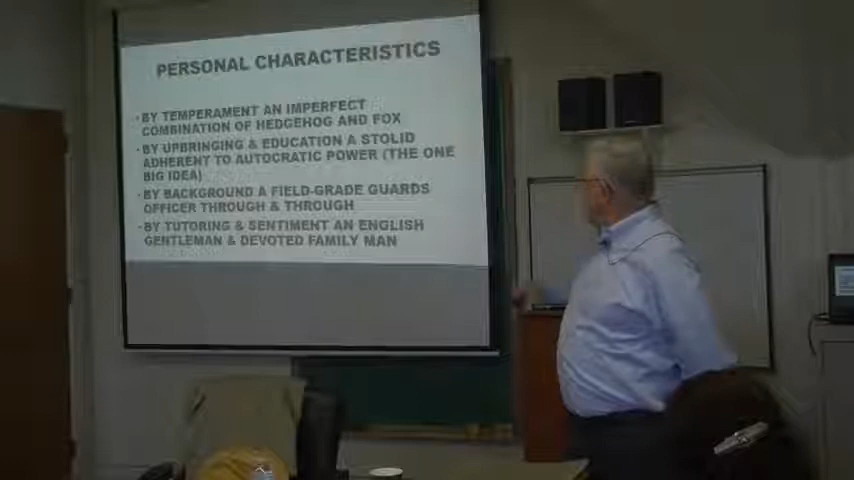 PERSONAL CHARACTERISTICS
• BY TEMPERAMENT AN IMPERFECT
COMBINATION OF HEDGEHOG AND FOX
• BY UPBRINGING & EDUCATION A STOLID
ADHERENT TO AUTOCRATIC POWER (THE ONE
BIG IDEA)
• BY BACKGROUND A FIELD-GRADE GUARDS
OFFICER THROUGH & THROUGH
• BY TUTORING & SENTIMENT AN ENGLISH
GENTLEMAN & DEVOTED FAMILY MAN